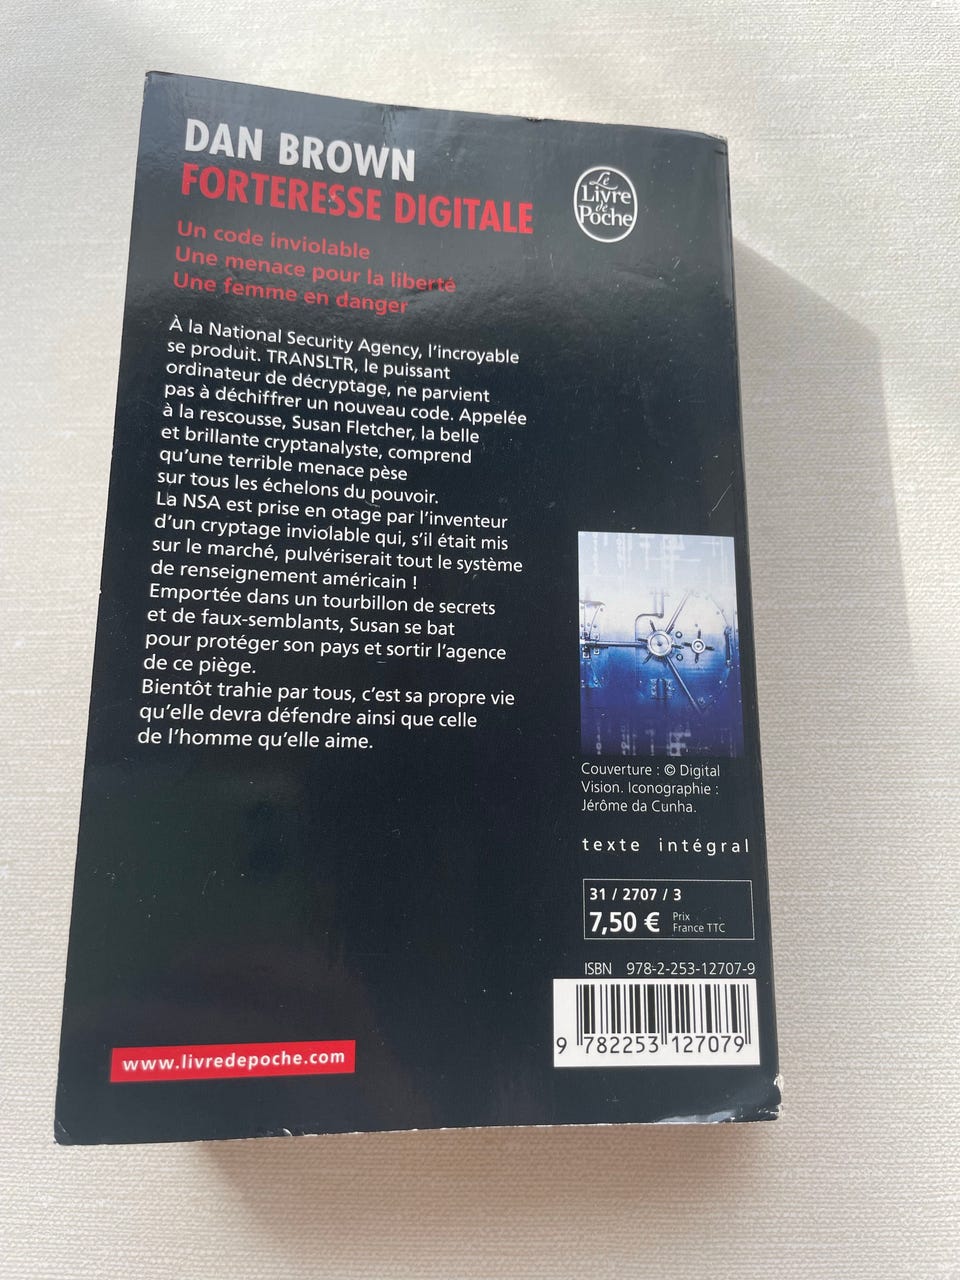 DAN BROWN
FORTERESSE DIGITALE
Un code inviolable
Une menace pour la liberté
Une femme en danger
Le
Livre
de
Poche
À la National Security Agency, l'incroyable
se produit. TRANSLTR, le puissant
ordinateur de décryptage, ne parvient
pas à déchiffrer un nouveau code. Appelée
à la rescousse, Susan Fletcher, la belle
et brillante cryptanalyste, comprend
qu'une terrible menace pèse
sur tous les échelons du pouvoir.
La NSA est prise en otage par l'inventeur
d'un cryptage inviolable qui, s'il était mis
sur le marché, pulvériserait tout le système
de renseignement américain !
Emportée dans un tourbillon de secrets
et de faux-semblants, Susan se bat
pour protéger son pays et sortir l'agence
de ce piège.
Bientôt trahie par tous, c'est sa propre vie
qu'elle devra défendre ainsi que celle
de l'homme qu'elle aime.
Couverture : © Digital
Vision. Iconographie :
Jérôme da Cunha.
texte intégral
31 / 2707 / 3
7,50 € Prix
France TTC
ISBN 978-2-253-12707-9
9 782253 127079
www.livredepoche.com